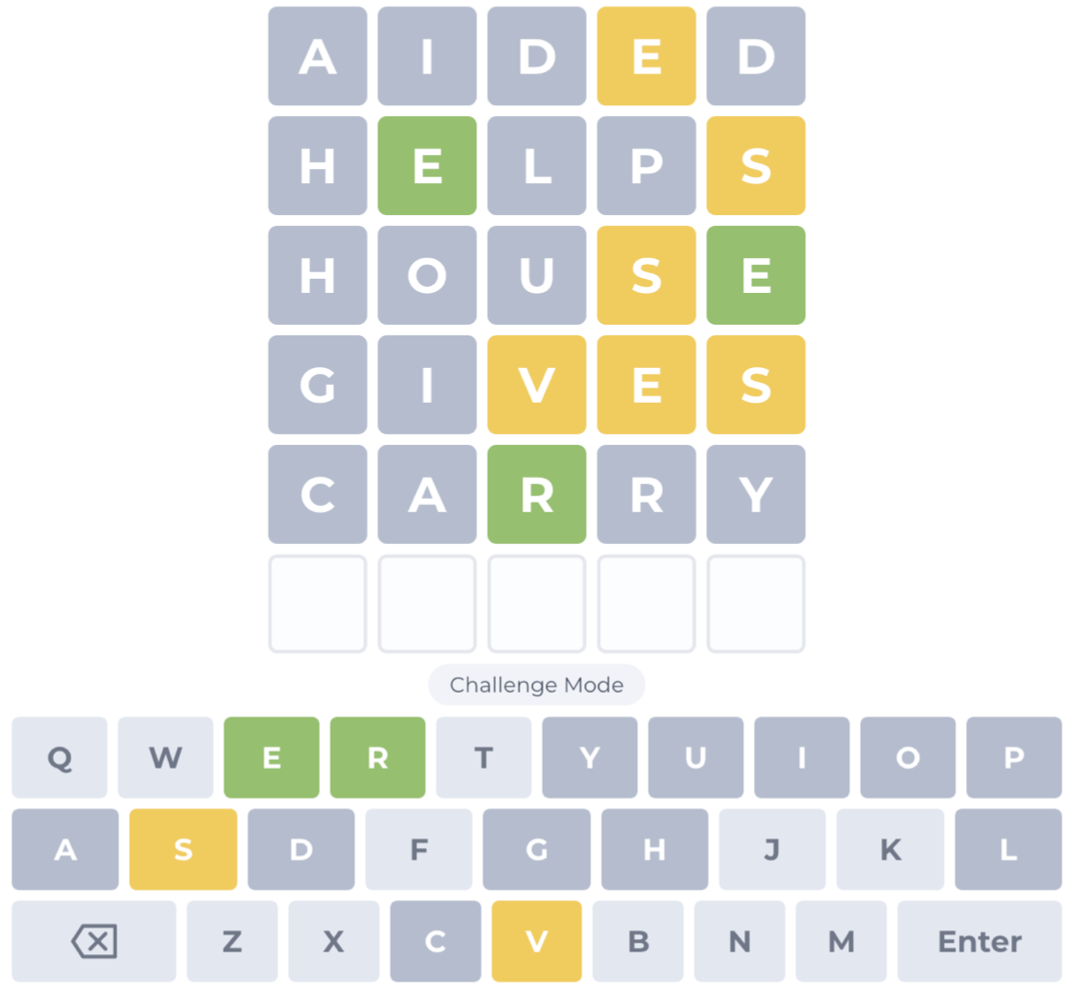 A I D E D
H E L P S
H O U S E
G I V E S
C A R R Y
Challenge Mode
Q W E R T Y U I O P
A S D F G H J K L
Z X C V B N M Enter